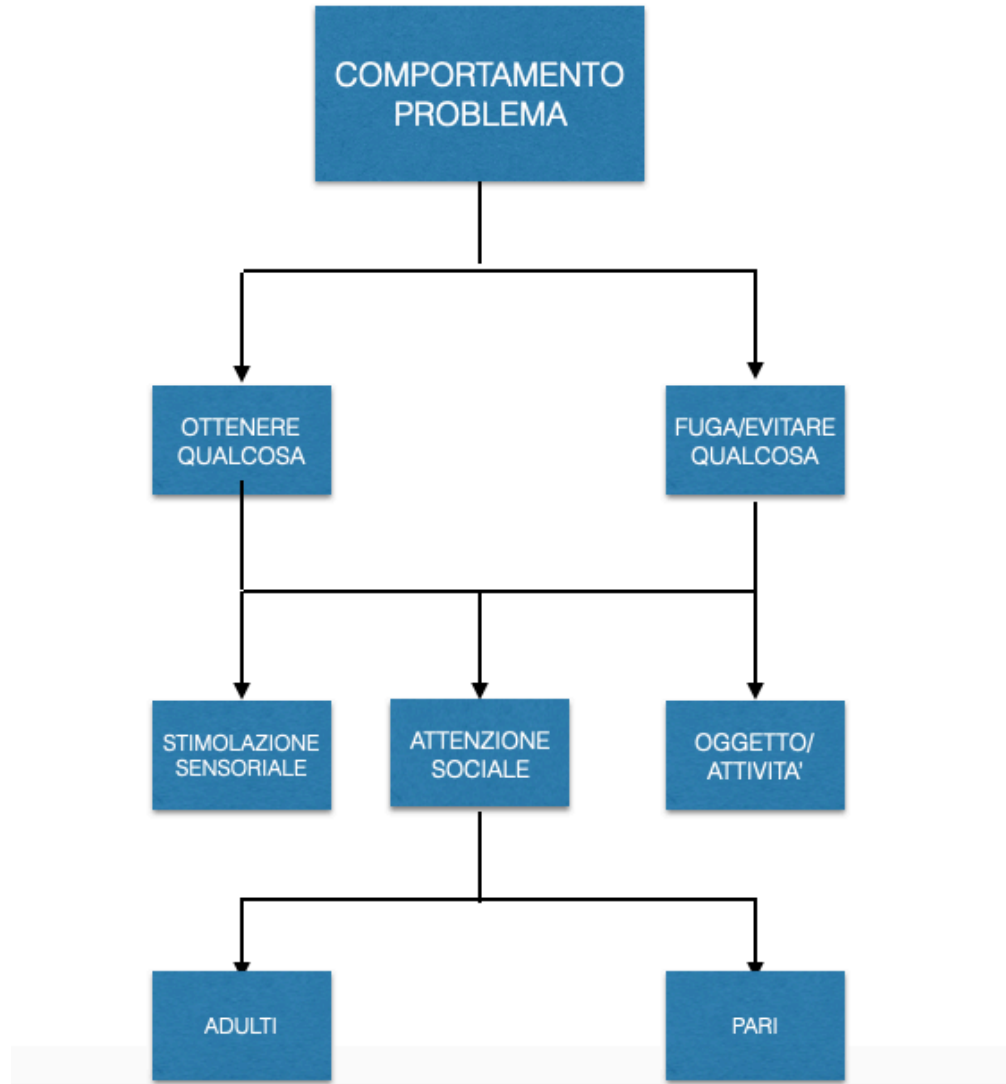 COMPORTAMENTO
PROBLEMA
OTTENERE
QUALCOSA
FUGA/EVITARE
QUALCOSA
STIMOLAZIONE
SENSORIALE
ATTENZIONE
SOCIALE
OGGETTO/
ATTIVITA'
ADULTI
PARI